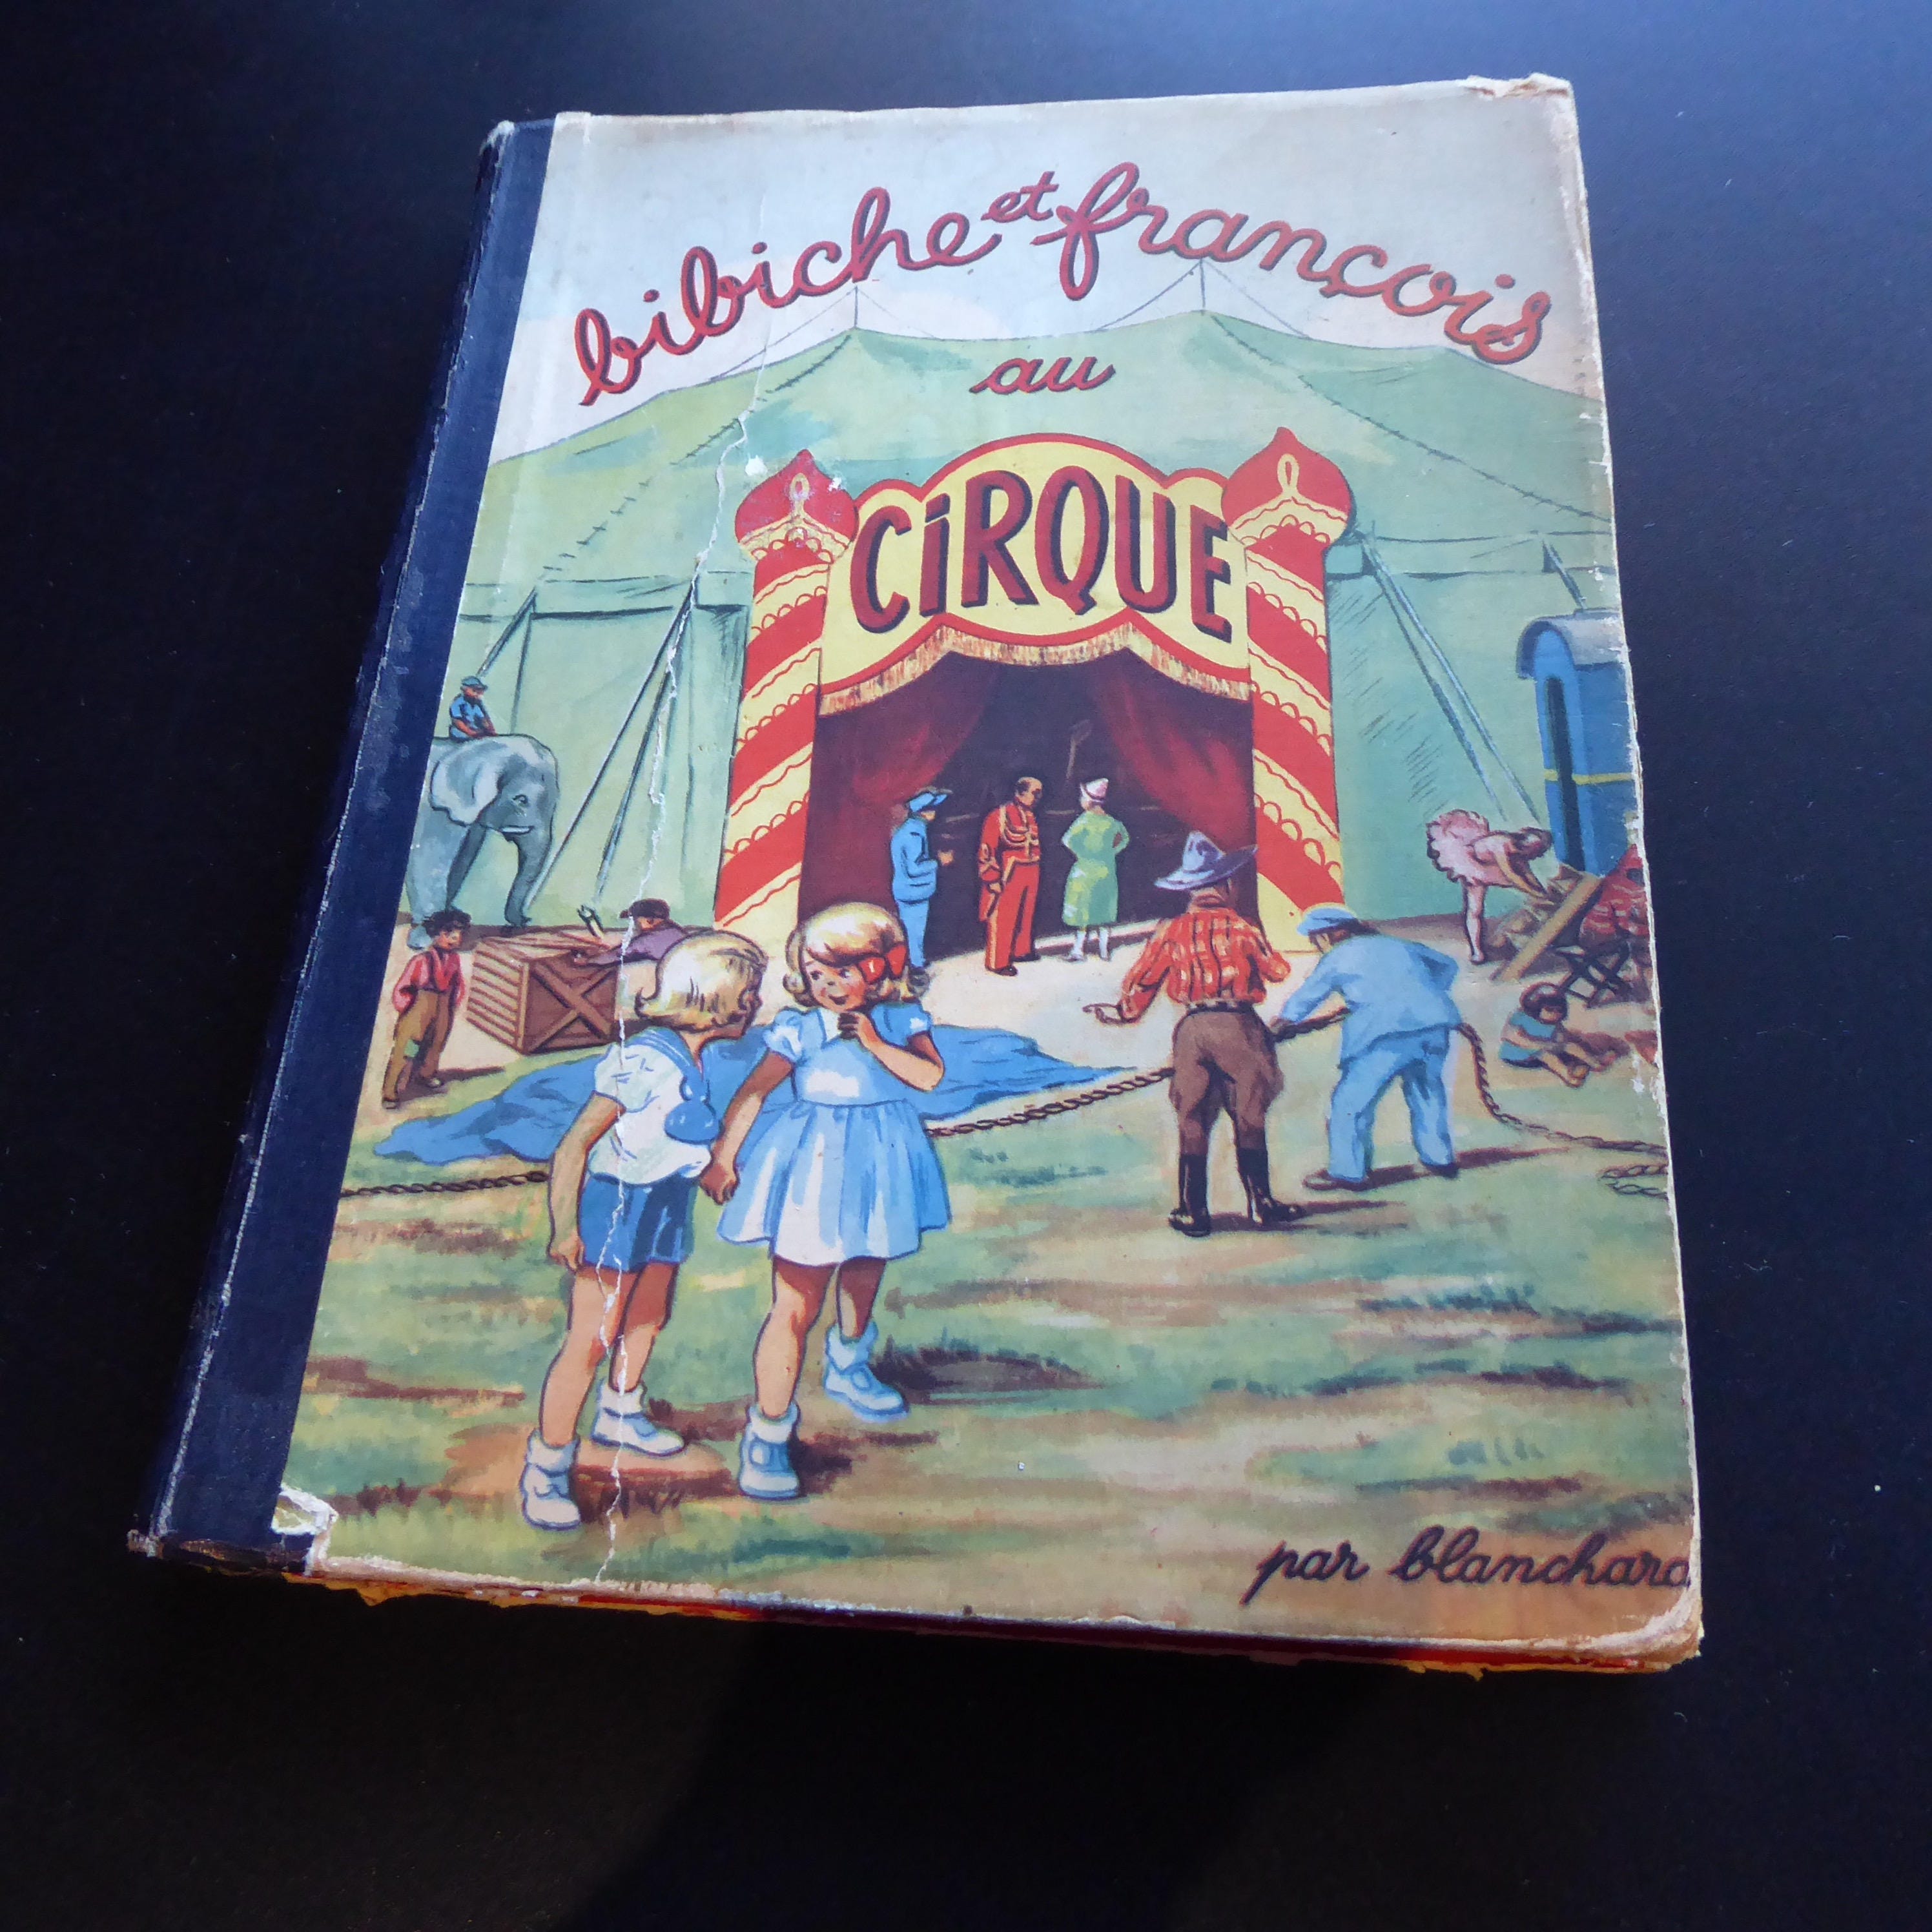 bibiche et françois
au
CiRQUE
par blanchard